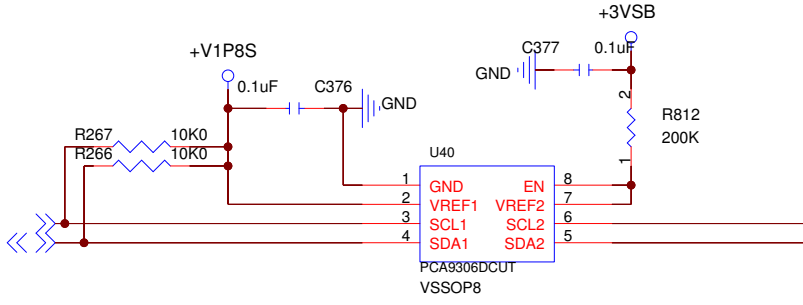 +3VSB
C377
0.1uF
+V1P8S
GND
0.1uF
C376
GND
2
R812
200K
1
R267
10K0
R266
10K0
U40
1
GND
EN
8
2
VREF1
VREF2
7
3
SCL1
SCL2
6
4
SDA1
SDA2
5
PCA9306DCUT
VSSOP8